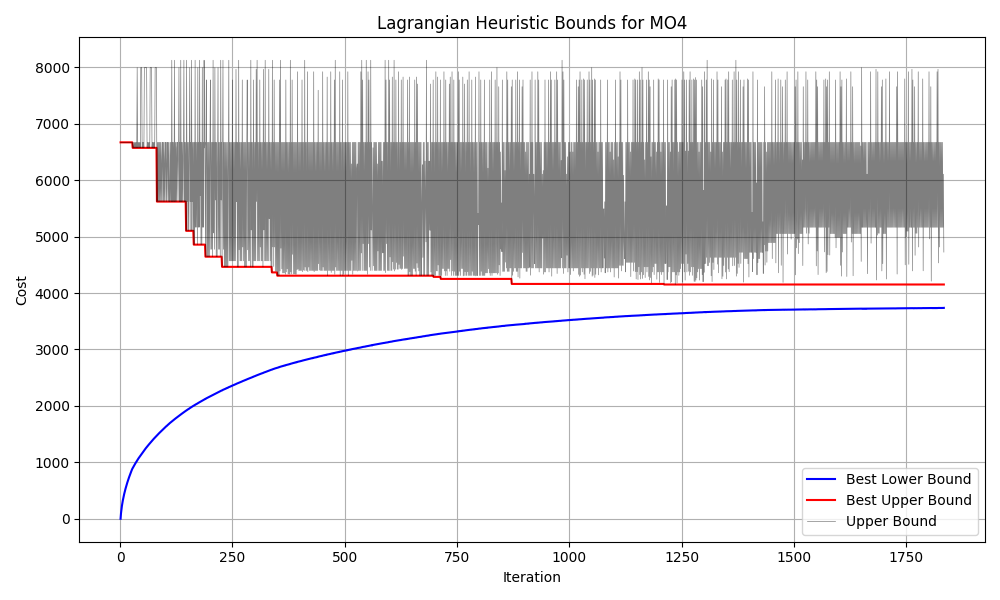 Lagrangian Heuristic Bounds for MO4
Cost
8000
7000
6000
5000
4000
3000
2000
1000
0
0 250 500 750 1000 1250 1500 1750
Iteration
Best Lower Bound
Best Upper Bound
Upper Bound